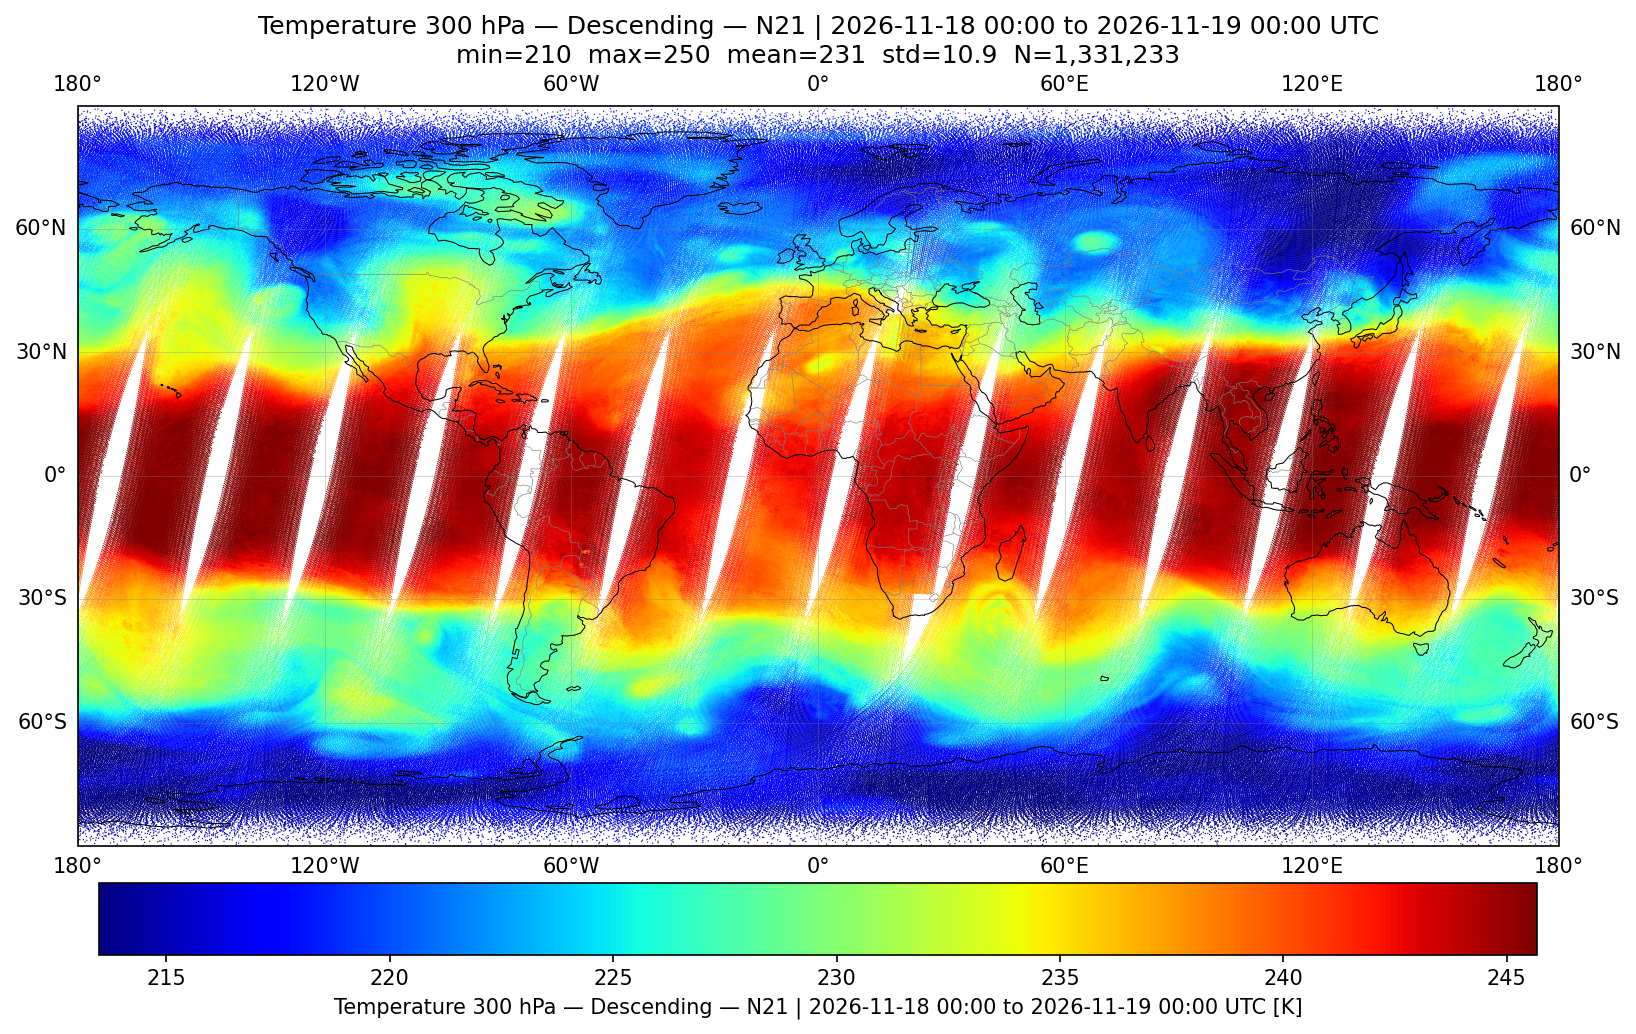 Temperature 300 hPa — Descending — N21 | 2026-11-18 00:00 to 2026-11-19 00:00 UTC
min=210 max=250 mean=231 std=10.9 N=1,331,233
180° 120°W 60°W 0° 60°E 120°E 180°
60°N 60°N
30°N 30°N
0° 0°
30°S 30°S
60°S 60°S
180° 120°W 60°W 0° 60°E 120°E 180°
215 220 225 230 235 240 245
Temperature 300 hPa — Descending — N21 | 2026-11-18 00:00 to 2026-11-19 00:00 UTC [K]